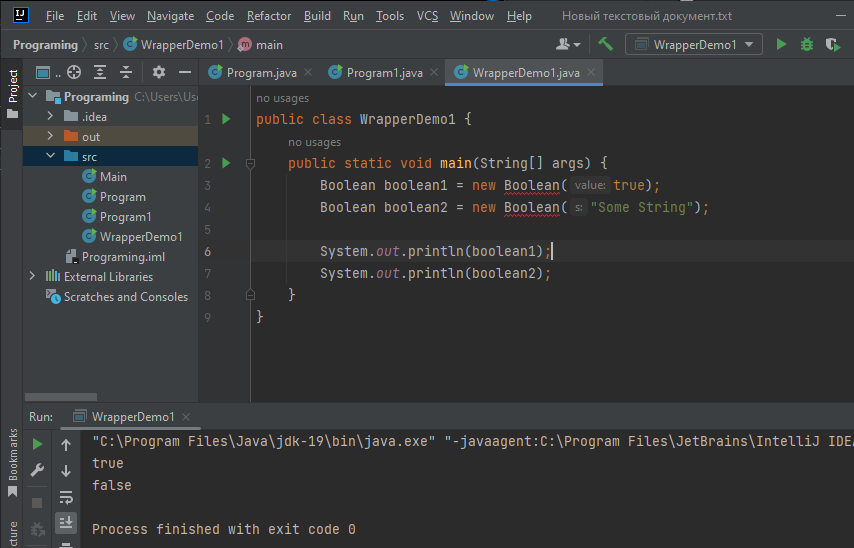 File Edit View Navigate Code Refactor Build Run Tools VCS Window Help Новый текстовый документ.txt
Programing src WrapperDemo1 main WrapperDemo1
Project
.. Program.java Program1.java WrapperDemo1.java
Programing C:\Users\Use
.idea
out
src
Main
Program
Program1
WrapperDemo1
Programing.iml
External Libraries
Scratches and Consoles
no usages
1 public class WrapperDemo1 {
no usages
2 public static void main(String[] args) {
3 Boolean boolean1 = new Boolean( value: true);
4 Boolean boolean2 = new Boolean( s: "Some String");
5
6 System.out.println(boolean1);
7 System.out.println(boolean2);
8 }
9 }
Run: WrapperDemo1
Bookmarks
"C:\Program Files\Java\jdk-19\bin\java.exe" "-javaagent:C:\Program Files\JetBrains\IntelliJ IDEA
true
false
Process finished with exit code 0
cture